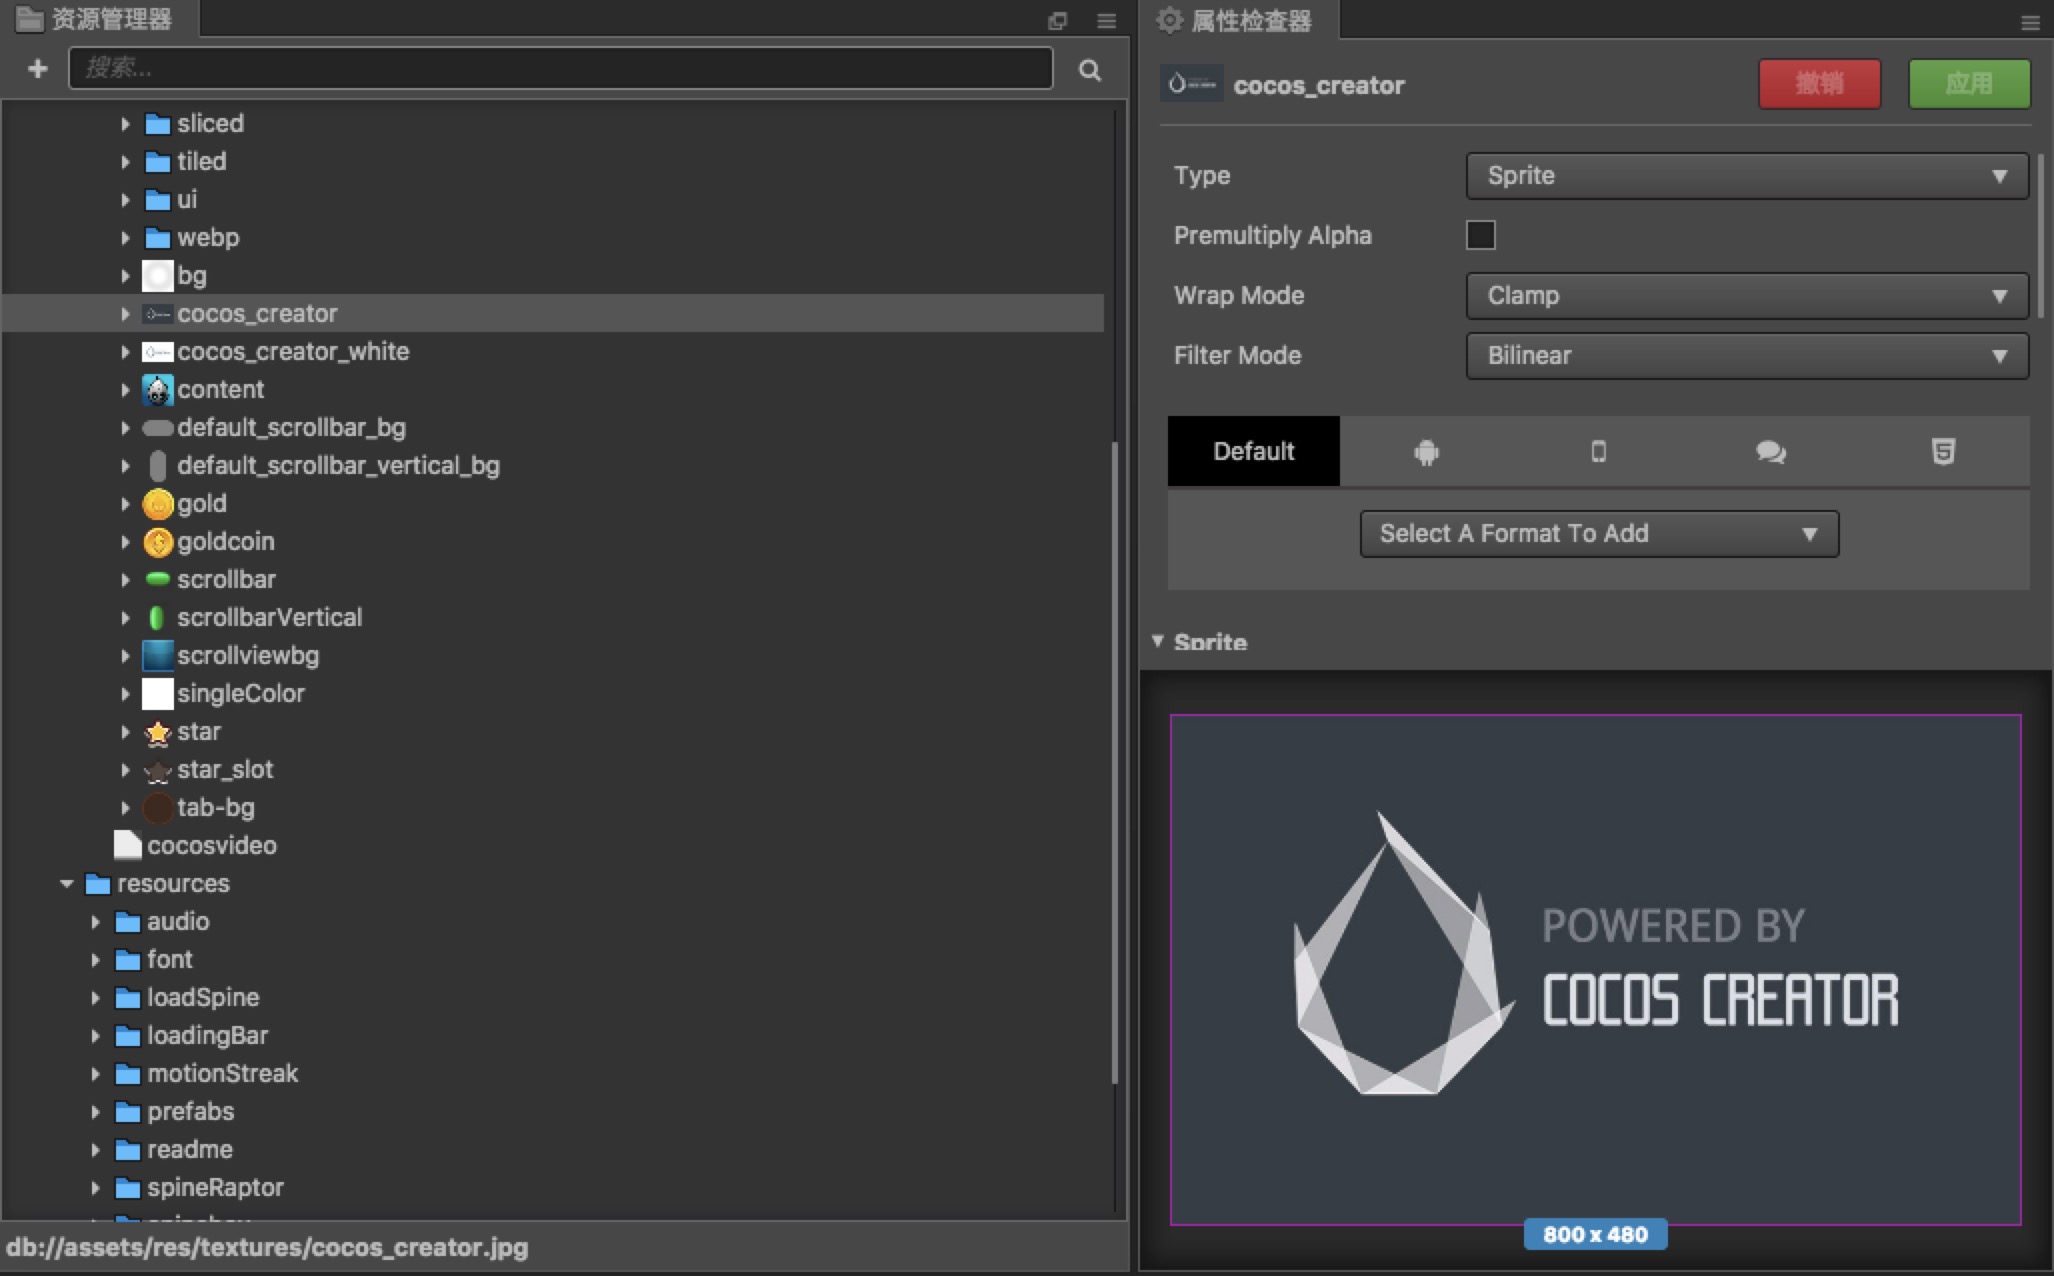 资源管理器
搜索...
sliced
tiled
ui
webp
bg
cocos_creator
cocos_creator_white
content
default_scrollbar_bg
default_scrollbar_vertical_bg
gold
goldcoin
scrollbar
scrollbarVertical
scrollviewbg
singleColor
star
star_slot
tab-bg
cocosvideo
resources
audio
font
loadSpine
loadingBar
motionStreak
prefabs
readme
spineRaptor
db://assets/res/textures/cocos_creator.jpg
属性检查器
cocos_creator
撤销
应用
Type
Sprite
Premultiply Alpha
Wrap Mode
Clamp
Filter Mode
Bilinear
Default
Select A Format To Add
Sprite
POWERED BY
COCOS CREATOR
800 x 480